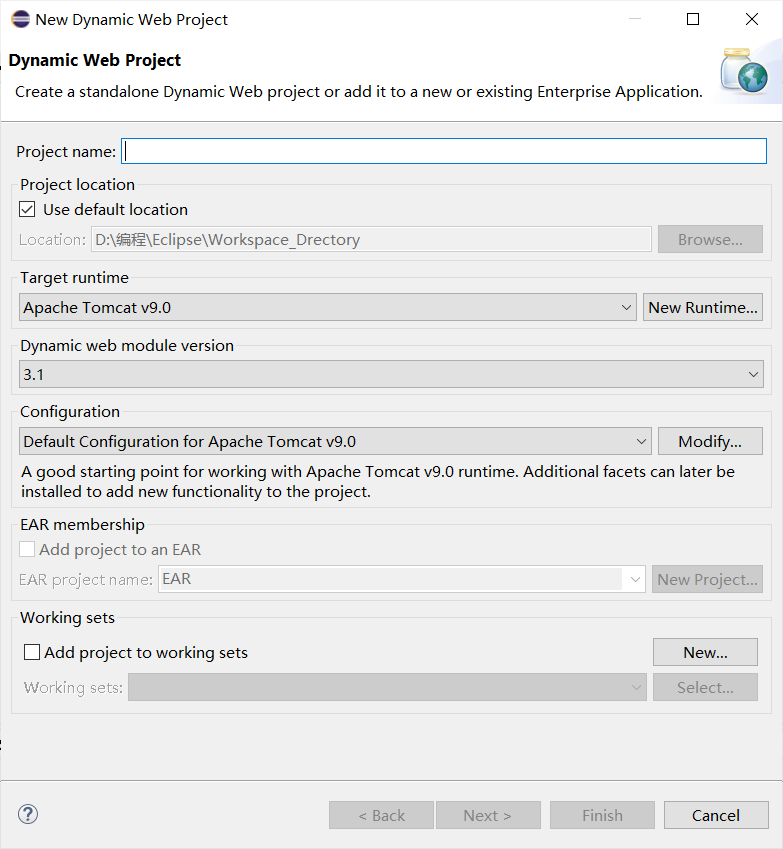 New Dynamic Web Project
Dynamic Web Project
Create a standalone Dynamic Web project or add it to a new or existing Enterprise Application.
Project name:
Project location
Use default location
Location: D:\编程\Eclipse\Workspace_Drectory Browse...
Target runtime
Apache Tomcat v9.0 New Runtime...
Dynamic web module version
3.1
Configuration
Default Configuration for Apache Tomcat v9.0 Modify...
A good starting point for working with Apache Tomcat v9.0 runtime. Additional facets can later be
installed to add new functionality to the project.
EAR membership
Add project to an EAR
EAR project name: EAR New Project...
Working sets
Add project to working sets New...
Working sets: Select...
? < Back Next > Finish Cancel